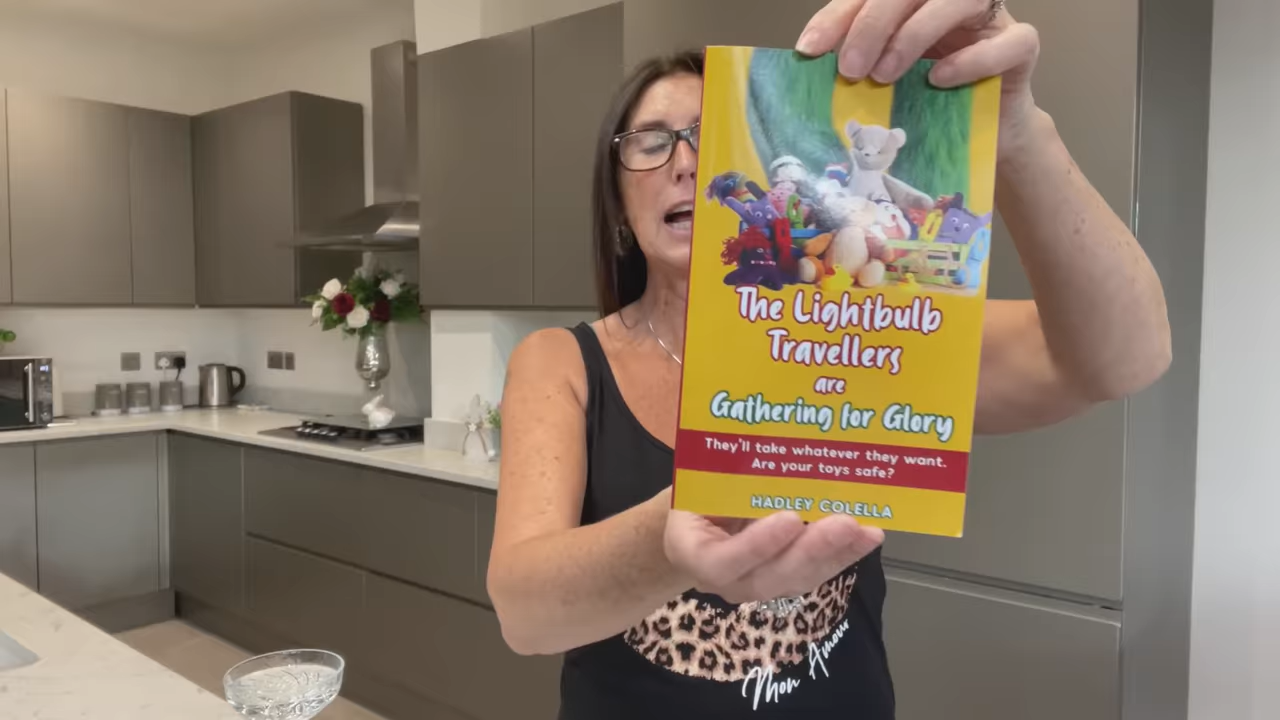 The Lightbulb
Travellers
are
Gathering for Glory
They'll take whatever they want.
Are your toys safe?
HADLEY COLELLA
Mon Amour